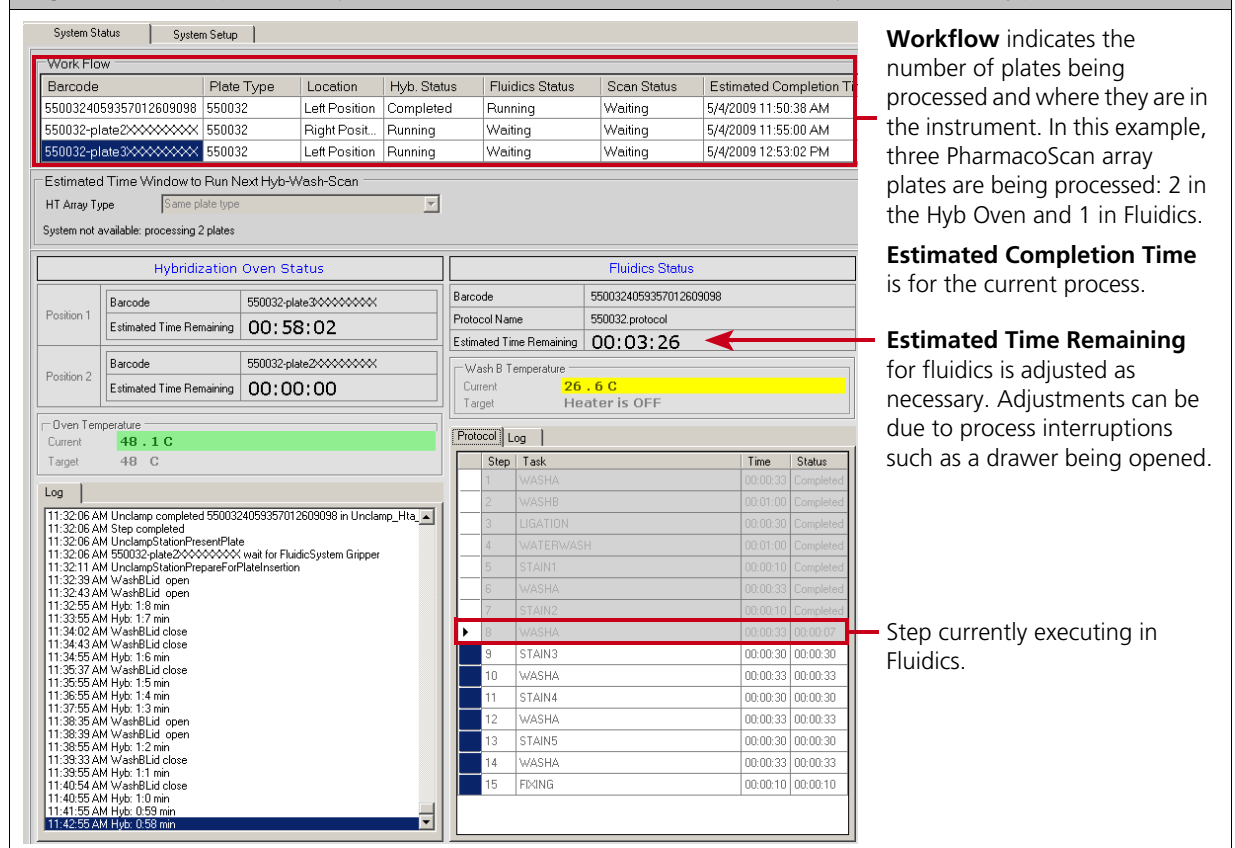 System Status
System Setup
Work Flow
Barcode Plate Type Location Hyb. Status Fluidics Status Scan Status Estimated Completion Ti
5500324059357012609098 550032 Left Position Completed Running Waiting 5/4/2009 11:50:38 AM
550032-plate2XXXXXXXXX 550032 Right Posit... Running Waiting Waiting 5/4/2009 11:55:00 AM
550032-plate3XXXXXXXXX 550032 Left Position Running Waiting Waiting 5/4/2009 12:53:02 PM
Estimated Time Window to Run Next Hyb-Wash-Scan
HT Array Type Same plate type
System not available: processing 2 plates
Hybridization Oven Status
Position 1
Barcode 550032-plate3XXXXXXXXX
Estimated Time Remaining 00:58:02
Position 2
Barcode 550032-plate2XXXXXXXXX
Estimated Time Remaining 00:00:00
Oven Temperature
Current 48 . 1 C
Target 48 C
Log
11:32:06 AM Unclamp completed 5500324059357012609098 in Unclamp_Hta_
11:32:06 AM Step completed
11:32:06 AM UnclampStationPresentPlate
11:32:06 AM 550032-plate2XXXXXXXXX wait for FluidicSystem Gripper
11:32:11 AM UnclampStationPrepareForPlateInsertion
11:32:39 AM WashBLid open
11:32:43 AM WashBLid open
11:32:55 AM Hyb: 1:8 min
11:33:55 AM Hyb: 1:7 min
11:34:02 AM WashBLid close
11:34:43 AM WashBLid close
11:34:55 AM Hyb: 1:6 min
11:35:37 AM WashBLid close
11:35:55 AM Hyb: 1:5 min
11:36:55 AM Hyb: 1:4 min
11:37:55 AM Hyb: 1:3 min
11:38:35 AM WashBLid open
11:38:39 AM WashBLid open
11:38:55 AM Hyb: 1:2 min
11:39:33 AM WashBLid close
11:39:55 AM Hyb: 1:1 min
11:40:54 AM WashBLid close
11:40:55 AM Hyb: 1:0 min
11:41:55 AM Hyb: 0:59 min
11:42:55 AM Hyb: 0:58 min
Fluidics Status
Barcode 5500324059357012609098
Protocol Name 550032.protocol
Estimated Time Remaining 00:03:26
Wash B Temperature
Current 26 . 6 C
Target Heater is OFF
Protocol Log
Step Task Time Status
1 WASHA 00:00:33 Completed
2 WASHB 00:01:00 Completed
3 LIGATION 00:00:30 Completed
4 WATERWASH 00:01:00 Completed
5 STAIN1 00:00:10 Completed
6 WASHA 00:00:33 Completed
7 STAIN2 00:00:10 Completed
8 WASHA 00:00:33 00:00:07
9 STAIN3 00:00:30 00:00:30
10 WASHA 00:00:33 00:00:33
11 STAIN4 00:00:30 00:00:30
12 WASHA 00:00:33 00:00:33
13 STAIN5 00:00:30 00:00:30
14 WASHA 00:00:33 00:00:33
15 FIXING 00:00:10 00:00:10
Workflow indicates the
number of plates being
processed and where they are in
the instrument. In this example,
three PharmacoScan array
plates are being processed: 2 in
the Hyb Oven and 1 in Fluidics.
Estimated Completion Time
is for the current process.
Estimated Time Remaining
for fluidics is adjusted as
necessary. Adjustments can be
due to process interruptions
such as a drawer being opened.
Step currently executing in
Fluidics.